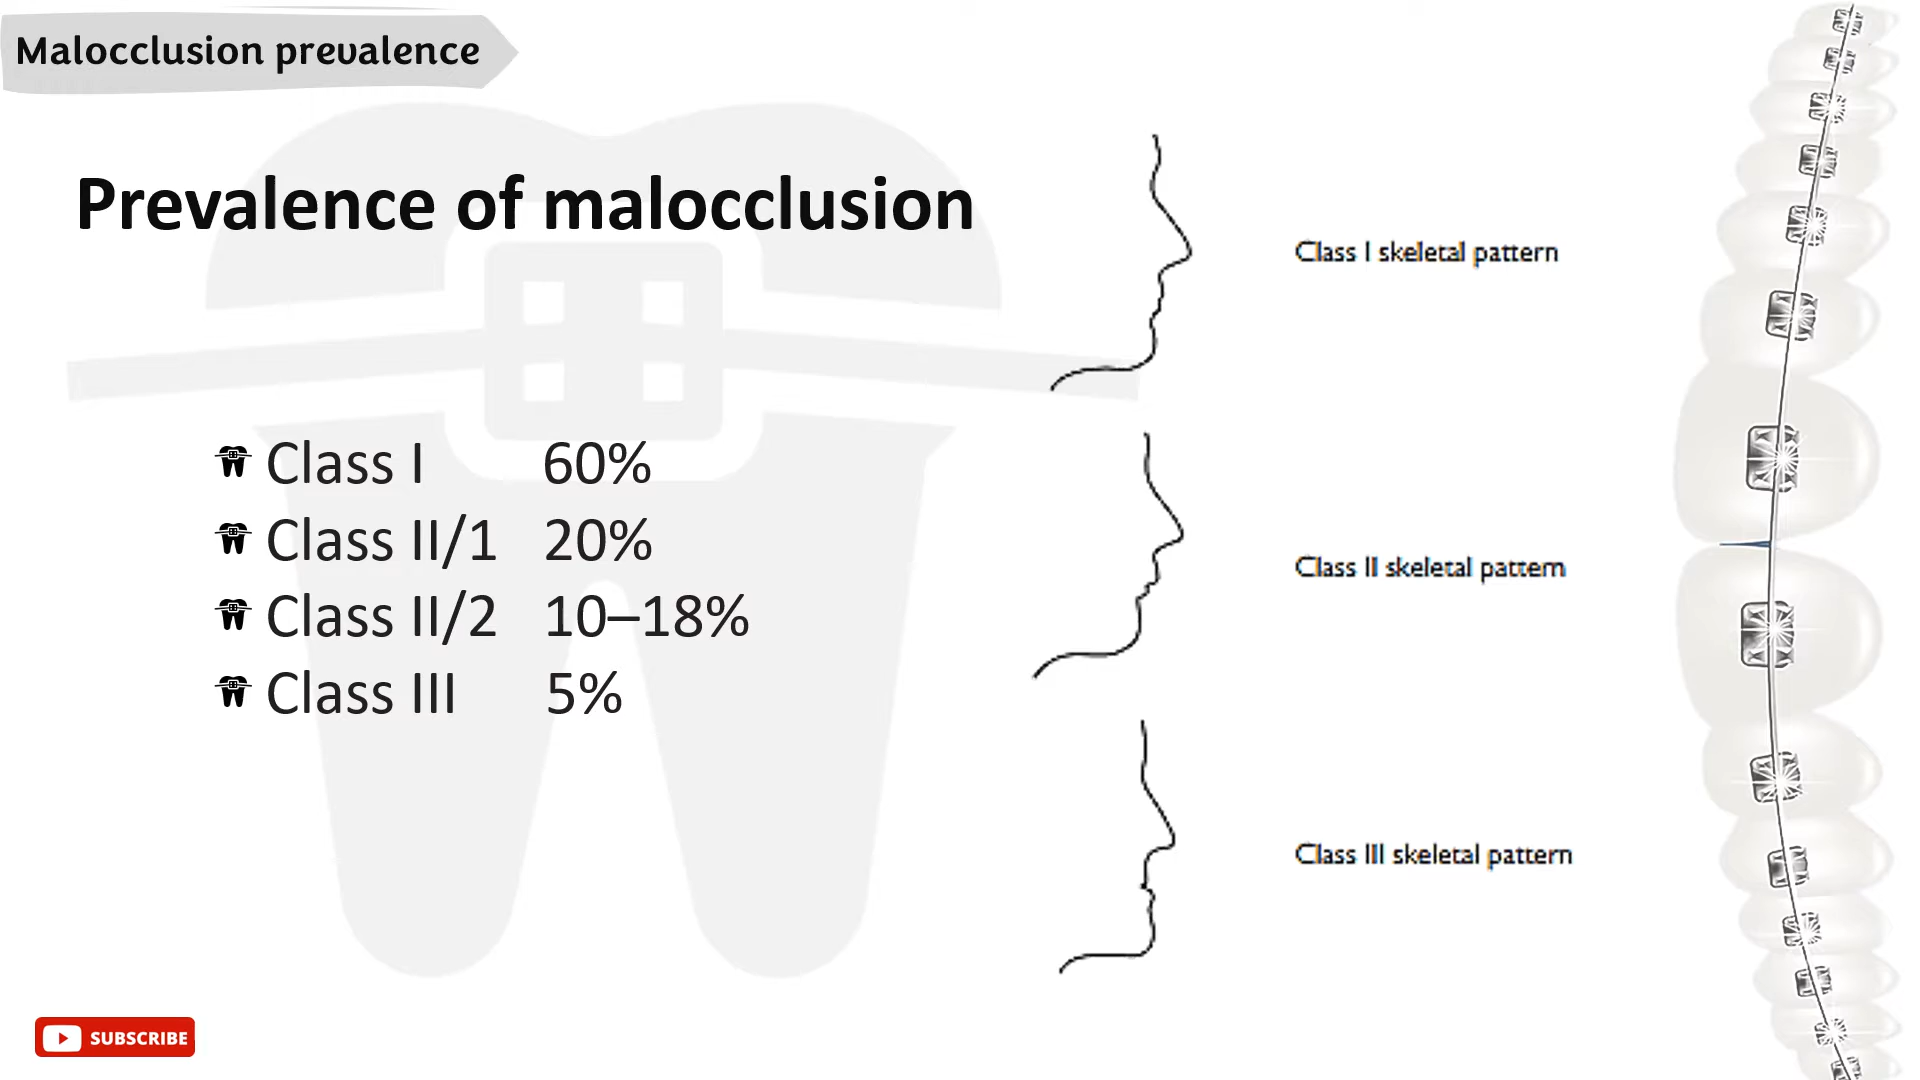 Malocclusion prevalence
Prevalence of malocclusion
Class I 60%
Class II/1 20%
Class II/2 10–18%
Class III 5%
Class I skeletal pattern
Class II skeletal pattern
Class III skeletal pattern
SUBSCRIBE